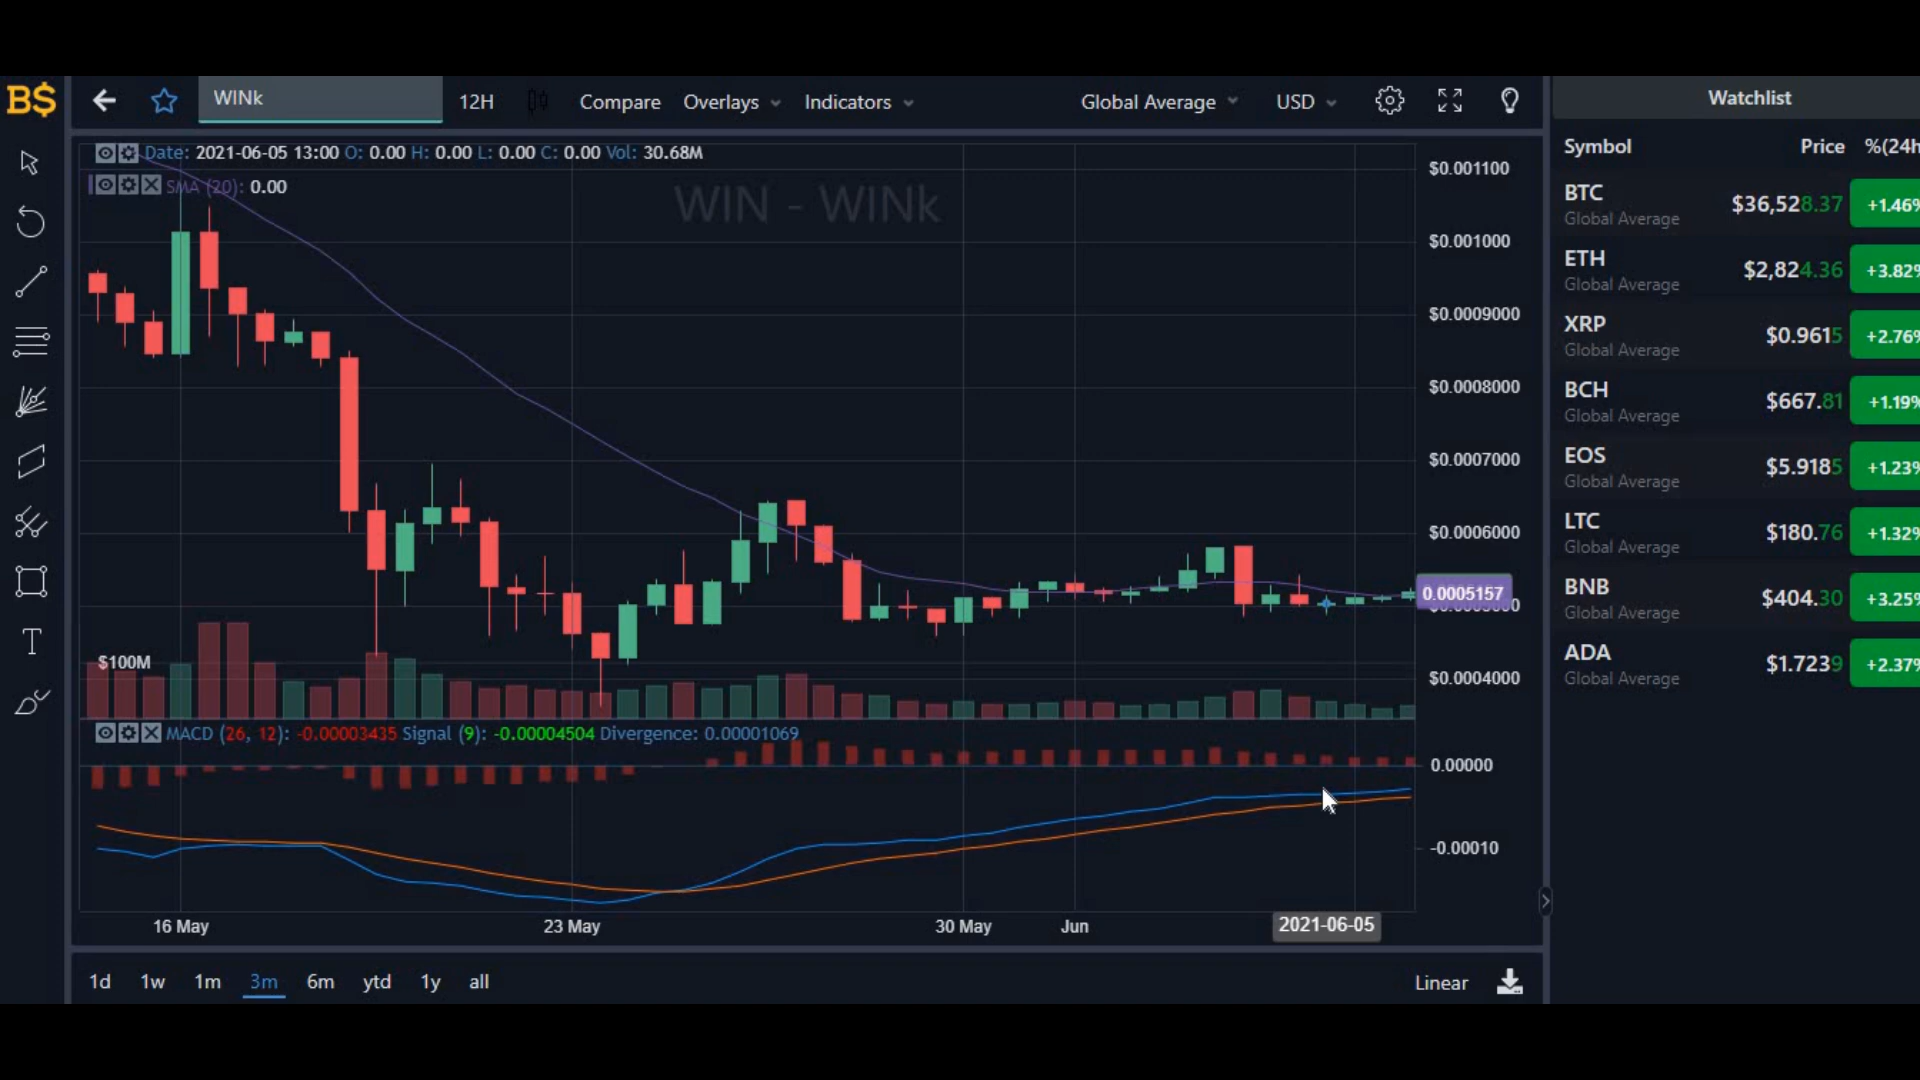 B$
WINk
12H
Compare
Overlays
Indicators
Global Average
USD
Date: 2021-06-05 13:00 O: 0.00 H: 0.00 L: 0.00 C: 0.00 Vol: 30.68M
SMA (20): 0.00
WIN - WINk
$0.001100
$0.001000
$0.0009000
$0.0008000
$0.0007000
$0.0006000
0.0005157
$0.0004000
$100M
MACD (26, 12): -0.00003435 Signal (9): -0.00004504 Divergence: 0.00001069
0.00000
-0.00010
16 May
23 May
30 May
Jun
2021-06-05
1d 1w 1m 3m 6m ytd 1y all
Linear
T
Watchlist
Symbol Price %(24h
BTC $36,528.37 +1.46%
Global Average
ETH $2,824.36 +3.82%
Global Average
XRP $0.9615 +2.76%
Global Average
BCH $667.81 +1.19%
Global Average
EOS $5.9185 +1.23%
Global Average
LTC $180.76 +1.32%
Global Average
BNB $404.30 +3.25%
Global Average
ADA $1.7239 +2.37%
Global Average